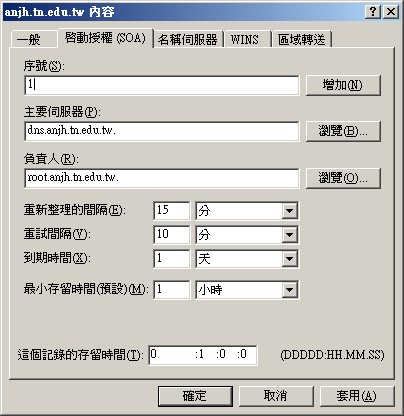 anjh.tn.edu.tw 內容
一般 啓動授權 (SOA) 名稱伺服器 WINS 區域轉送
序號(S):
1 增加(N)
主要伺服器(P):
dns.anjh.tn.edu.tw. 瀏覽(B)...
負責人(R):
root.anjh.tn.edu.tw. 瀏覽(O)...
重新整理的間隔(E): 15 分
重試間隔(V): 10 分
到期時間(X): 1 天
最小存留時間(預設)(M): 1 小時
這個記錄的存留時間(T): 0 :1 :0 :0 (DDDDD:HH.MM.SS)
確定 取消 套用(A)